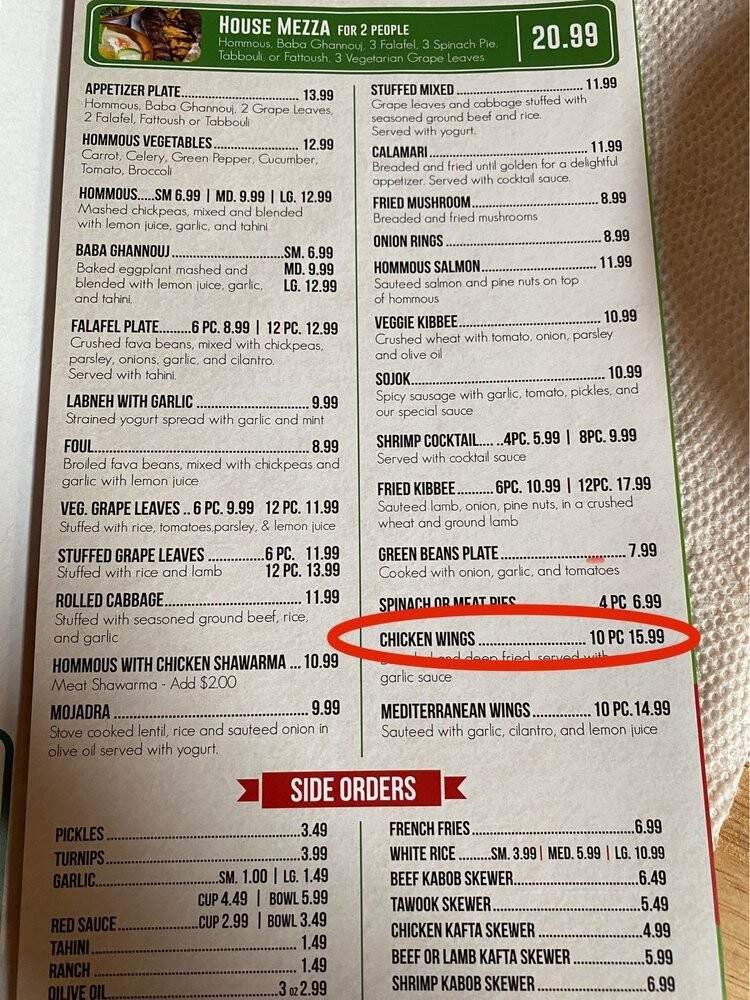 HOUSE MEZZA FOR 2 PEOPLE
Hommous, Baba Ghannouj, 3 Falafel, 3 Spinach Pie,
Tabbouli, or Fattoush, 3 Vegetarian Grape Leaves
20.99
APPETIZER PLATE.......................... 13.99
Hommous, Baba Ghannouj, 2 Grape Leaves,
2 Falafel, Fattoush or Tabbouli
HOMMOUS VEGETABLES................... 12.99
Carrot, Celery, Green Pepper, Cucumber,
Tomato, Broccoli
HOMMOUS.....SM 6.99 | MD. 9.99 | LG. 12.99
Mashed chickpeas, mixed and blended
with lemon juice, garlic, and tahini
BABA GHANNOUJ........................SM. 6.99
Baked eggplant mashed and MD. 9.99
blended with lemon juice, garlic, LG. 12.99
and tahini.
FALAFEL PLATE.......6 PC. 8.99 | 12 PC. 12.99
Crushed fava beans, mixed with chickpeas,
parsley, onions, garlic, and cilantro.
Served with tahini.
LABNEH WITH GARLIC ........................ 9.99
Strained yogurt spread with garlic and mint
FOUL............................................... 8.99
Broiled fava beans, mixed with chickpeas and
garlic with lemon juice
VEG. GRAPE LEAVES .. 6 PC. 9.99 12 PC. 11.99
Stuffed with rice, tomatoes,parsley, & lemon juice
STUFFED GRAPE LEAVES ............6 PC. 11.99
Stuffed with rice and lamb 12 PC. 13.99
ROLLED CABBAGE............................. 11.99
Stuffed with seasoned ground beef, rice,
and garlic
HOMMOUS WITH CHICKEN SHAWARMA ... 10.99
Meat Shawarma - Add $2.00
MOJADRA ........................................ 9.99
Stove cooked lentil, rice and sauteed onion in
olive oil served with yogurt.
STUFFED MIXED.......................... 11.99
Grape leaves and cabbage stuffed with
seasoned ground beef and rice.
Served with yogurt.
CALAMARI.................................. 11.99
Breaded and fried until golden for a delightful
appetizer. Served with cocktail sauce.
FRIED MUSHROOM.......................... 8.99
Breaded and fried mushrooms
ONION RINGS ................................ 8.99
HOMMOUS SALMON........................ 11.99
Sauteed salmon and pine nuts on top
of hommous
VEGGIE KIBBEE............................. 10.99
Crushed wheat with tomato, onion, parsley
and olive oil
SOJOK......................................... 10.99
Spicy sausage with garlic, tomato, pickles, and
our special sauce
SHRIMP COCKTAIL.... ..4PC. 5.99 | 8PC. 9.99
Served with cocktail sauce
FRIED KIBBEE.......... 6PC. 10.99 | 12PC. 17.99
Sauteed lamb, onion, pine nuts, in a crushed
wheat and ground lamb
GREEN BEANS PLATE........................... 7.99
Cooked with onion, garlic, and tomatoes
SPINACH OR MEAT PIES 4 PC 6.99
CHICKEN WINGS ........................... 10 PC 15.99
and deep fried, served with
garlic sauce
MEDITERRANEAN WINGS.............. 10 PC.14.99
Sauteed with garlic, cilantro, and lemon juice
SIDE ORDERS
PICKLES............................................3.49
TURNIPS............................................3.99
GARLIC..........................SM. 1.00 | LG. 1.49
CUP 4.49 | BOWL 5.99
RED SAUCE..................CUP 2.99 | BOWL 3.49
TAHINI............................................... 1.49
RANCH ............................................. 1.49
OILIVE OIL....................................3 oz 2.99
FRENCH FRIES....................................6.99
WHITE RICE ........SM. 3.99 | MED. 5.99 | LG. 10.99
BEEF KABOB SKEWER..........................6.49
TAWOOK SKEWER................................5.49
CHICKEN KAFTA SKEWER ......................4.99
BEEF OR LAMB KAFTA SKEWER ...............5.99
SHRIMP KABOB SKEWER.......................6.99